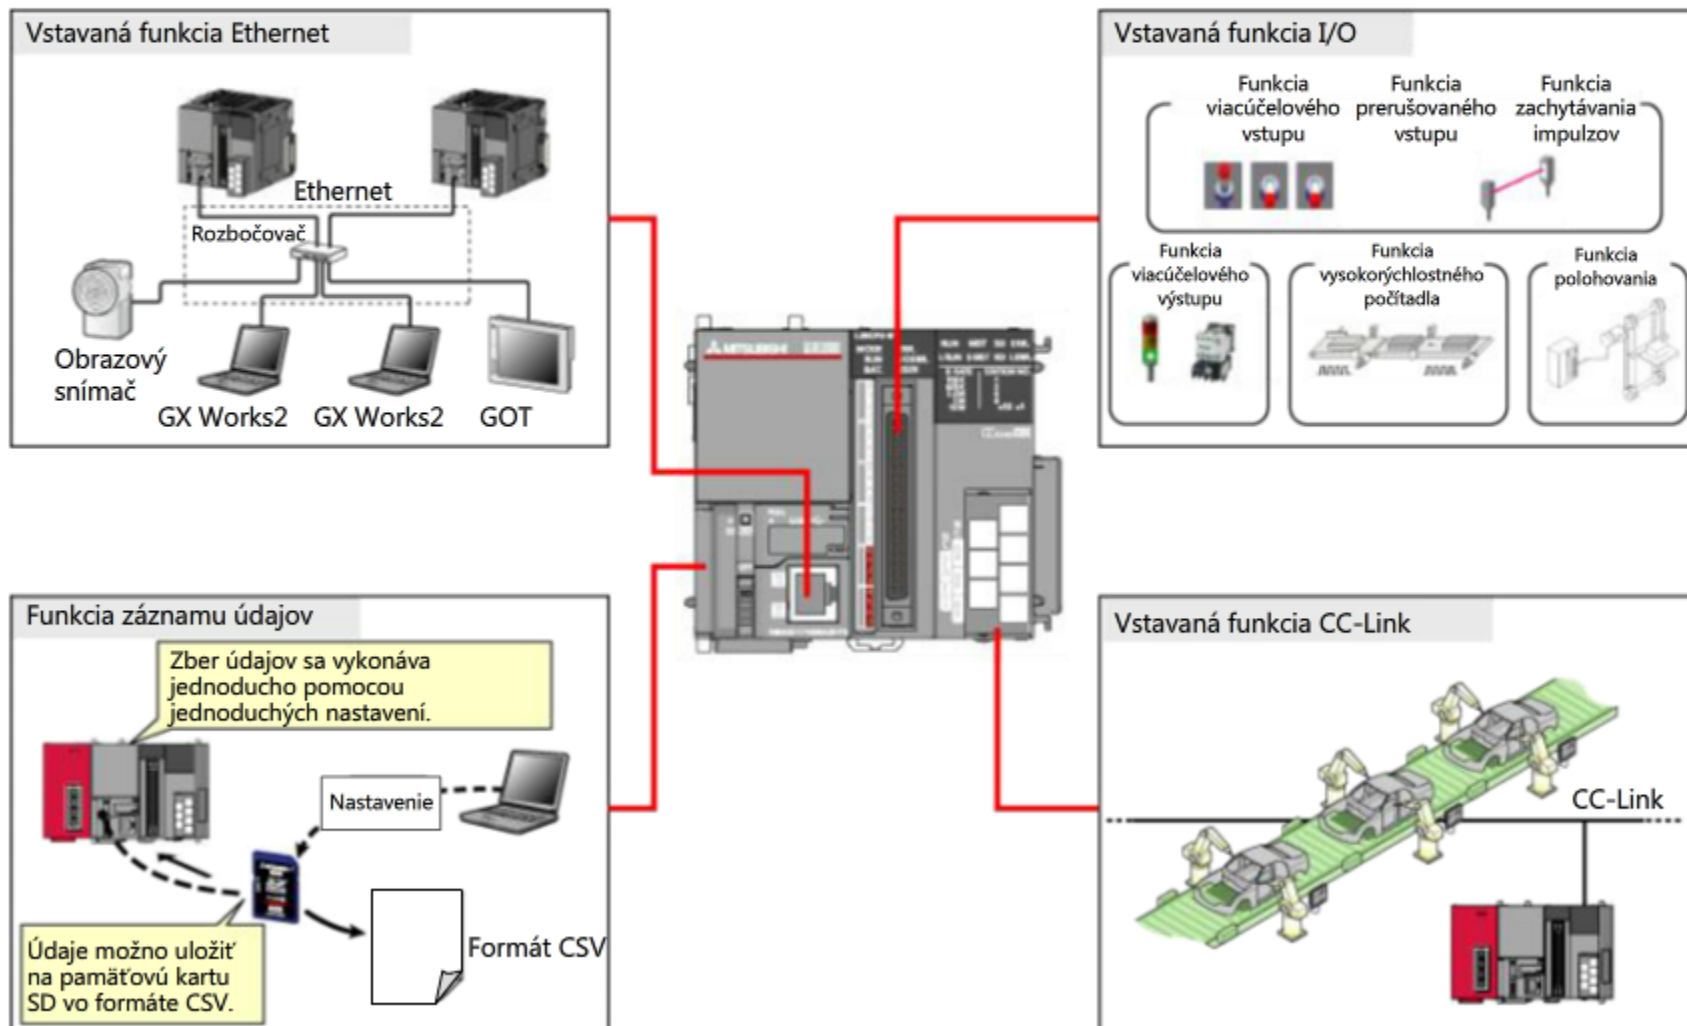 Vstavaná funkcia Ethernet
Ethernet
Rozbočovač
Obrazový
snímač
GX Works2
GX Works2
GOT
Vstavaná funkcia I/O
Funkcia
viacúčelového
vstupu
Funkcia
prerušovaného
vstupu
Funkcia
zachytávania
impulzov
Funkcia
viacúčelového
výstupu
Funkcia
vysokorýchlostného
počítadla
Funkcia
polohovania
MITSUBISHI
Funkcia záznamu údajov
Zber údajov sa vykonáva
jednoducho pomocou
jednoduchých nastavení.
Nastavenie
Formát CSV
Údaje možno uložiť
na pamäťovú kartu
SD vo formáte CSV.
Vstavaná funkcia CC-Link
CC-Link